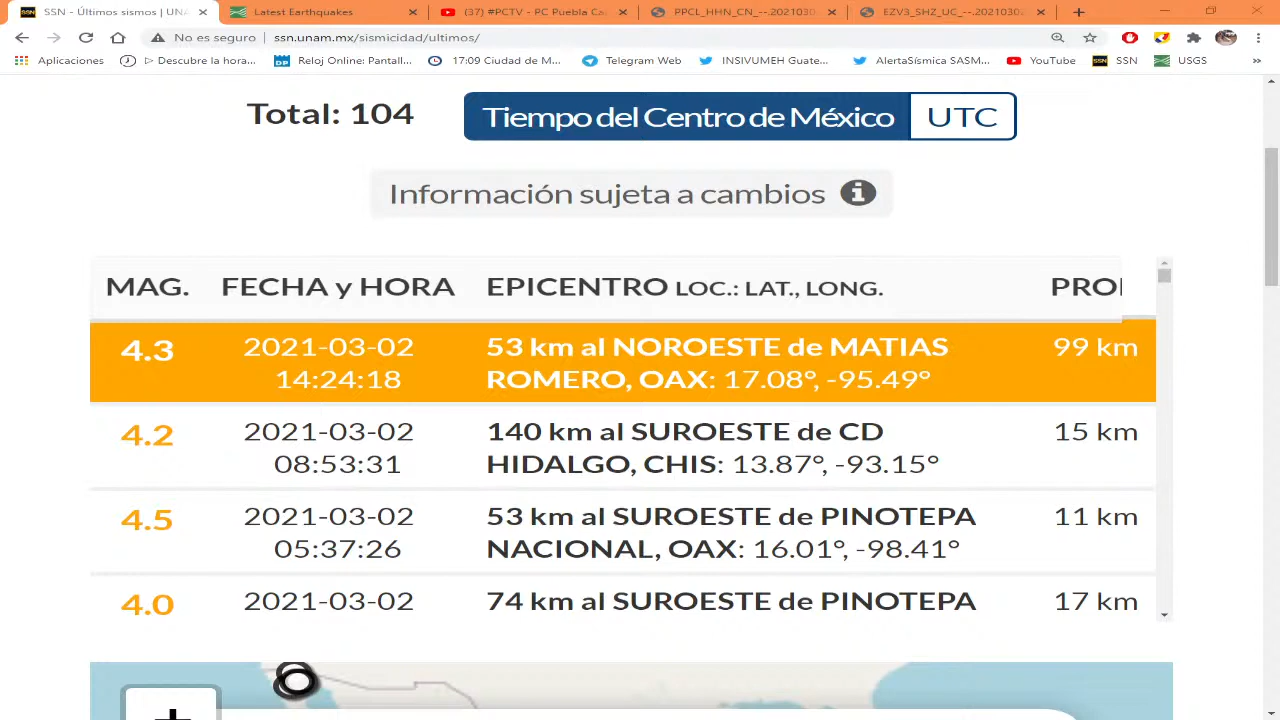 SSN - Últimos sismos | UNA
Latest Earthquakes
(37) #PCTV - PC Puebla Ca
PPCL_HHN_CN_--.20210302
EZV3_SHZ_UC_--.20210302
No es seguro | ssn.unam.mx/sismicidad/ultimos/
Aplicaciones
▷ Descubre la hora...
Reloj Online: Pantall...
17:09 Ciudad de M...
Telegram Web
INSIVUMEH Guate...
AlertaSísmica SASM...
YouTube
SSN
USGS
Total: 104
Tiempo del Centro de México UTC
Información sujeta a cambios
MAG. FECHA y HORA EPICENTRO LOC.: LAT., LONG. PROF
4.3 2021-03-02 53 km al NOROESTE de MATIAS 99 km
14:24:18 ROMERO, OAX: 17.08°, -95.49°
4.2 2021-03-02 140 km al SUROESTE de CD 15 km
08:53:31 HIDALGO, CHIS: 13.87°, -93.15°
4.5 2021-03-02 53 km al SUROESTE de PINOTEPA 11 km
05:37:26 NACIONAL, OAX: 16.01°, -98.41°
4.0 2021-03-02 74 km al SUROESTE de PINOTEPA 17 km
+